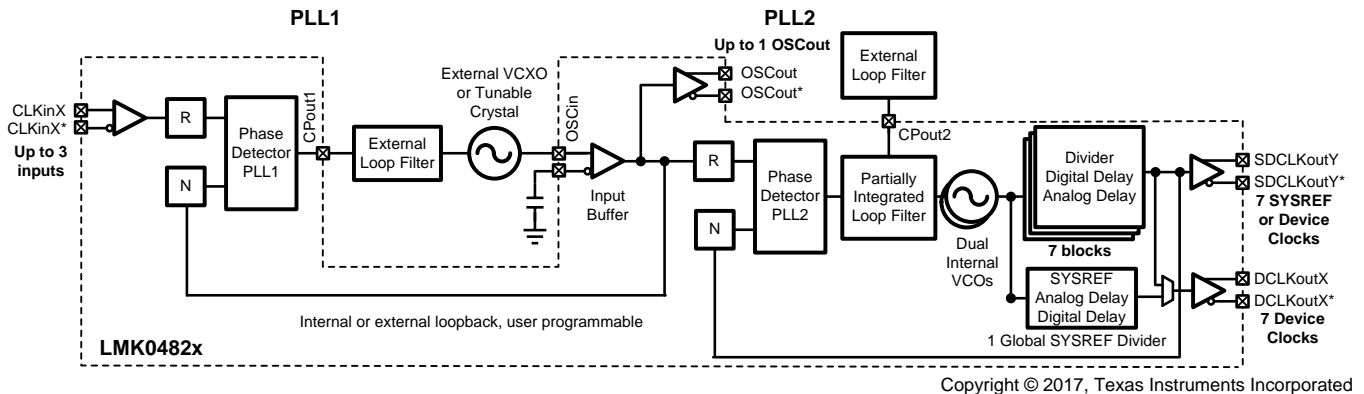 PLL1
PLL2
Up to 1 OSCout
External
Loop Filter
External VCXO
or Tunable
Crystal
OSCout
OSCout*
CLKinX
CLKinX*
Up to 3
inputs
R
N
Phase
Detector
PLL1
CPout1
External
Loop Filter
OSCin
Input
Buffer
R
N
Phase
Detector
PLL2
CPout2
Partially
Integrated
Loop Filter
Dual
Internal
VCOs
Divider
Digital Delay
Analog Delay
7 blocks
SYSREF
Analog Delay
Digital Delay
1 Global SYSREF Divider
SDCLKoutY
SDCLKoutY*
7 SYSREF
or Device
Clocks
DCLKoutX
DCLKoutX*
7 Device
Clocks
Internal or external loopback, user programmable
LMK0482x
Copyright © 2017, Texas Instruments Incorporated